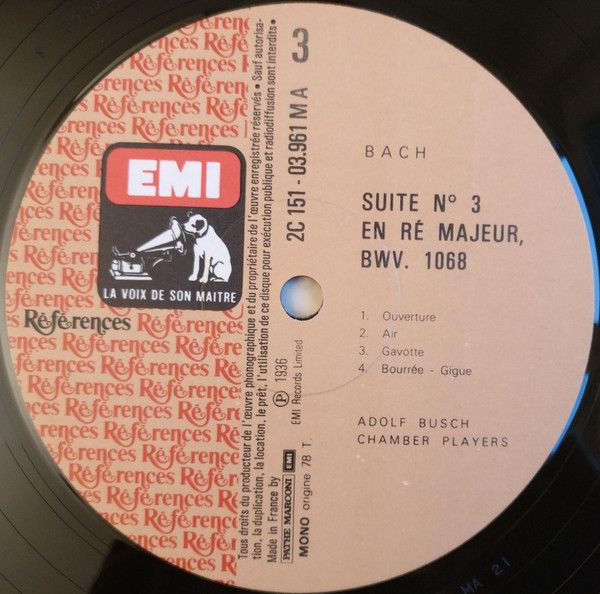 Références
EMI
LA VOIX DE SON MAITRE
Références
Tous droits du producteur de l'œuvre phonographique et du propriétaire de l'œuvre enregistrée réservés • Sauf autorisa-
tion, la duplication, la location, le prêt, l'utilisation de ce disque pour exécution publique et radiodiffusion sont interdits •
Made in France by
PATHE MARCONI EMI
MONO origine 78 T.
Ⓟ 1936
EMI Records Limited
2C 151 - 03.961 M A
3
BACH
SUITE N° 3
EN RÉ MAJEUR,
BWV. 1068
1. Ouverture
2. Air
3. Gavotte
4. Bourrée - Gigue
ADOLF BUSCH
CHAMBER PLAYERS
MA 21